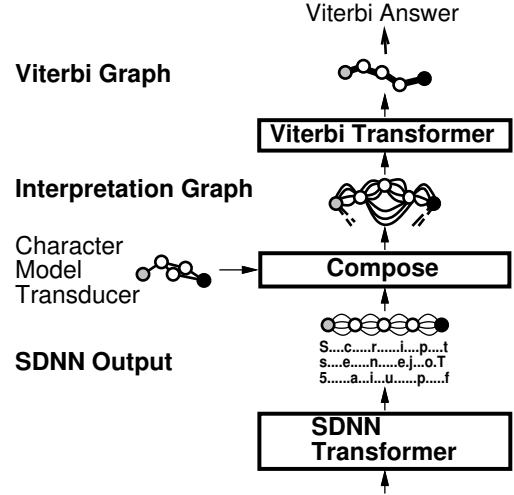 Viterbi Answer
Viterbi Graph
Viterbi Transformer
Interpretation Graph
Character
Model
Transducer
Compose
SDNN Output
S....c.....r......i....p....t
s....e.....n.....e.j...o.T
5......a...i...u......p.....f
SDNN
Transformer